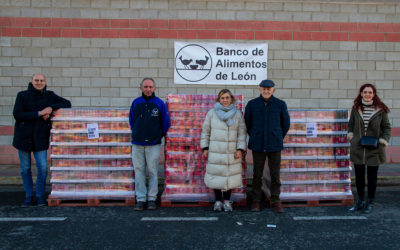 Banco de
Alimentos
de León